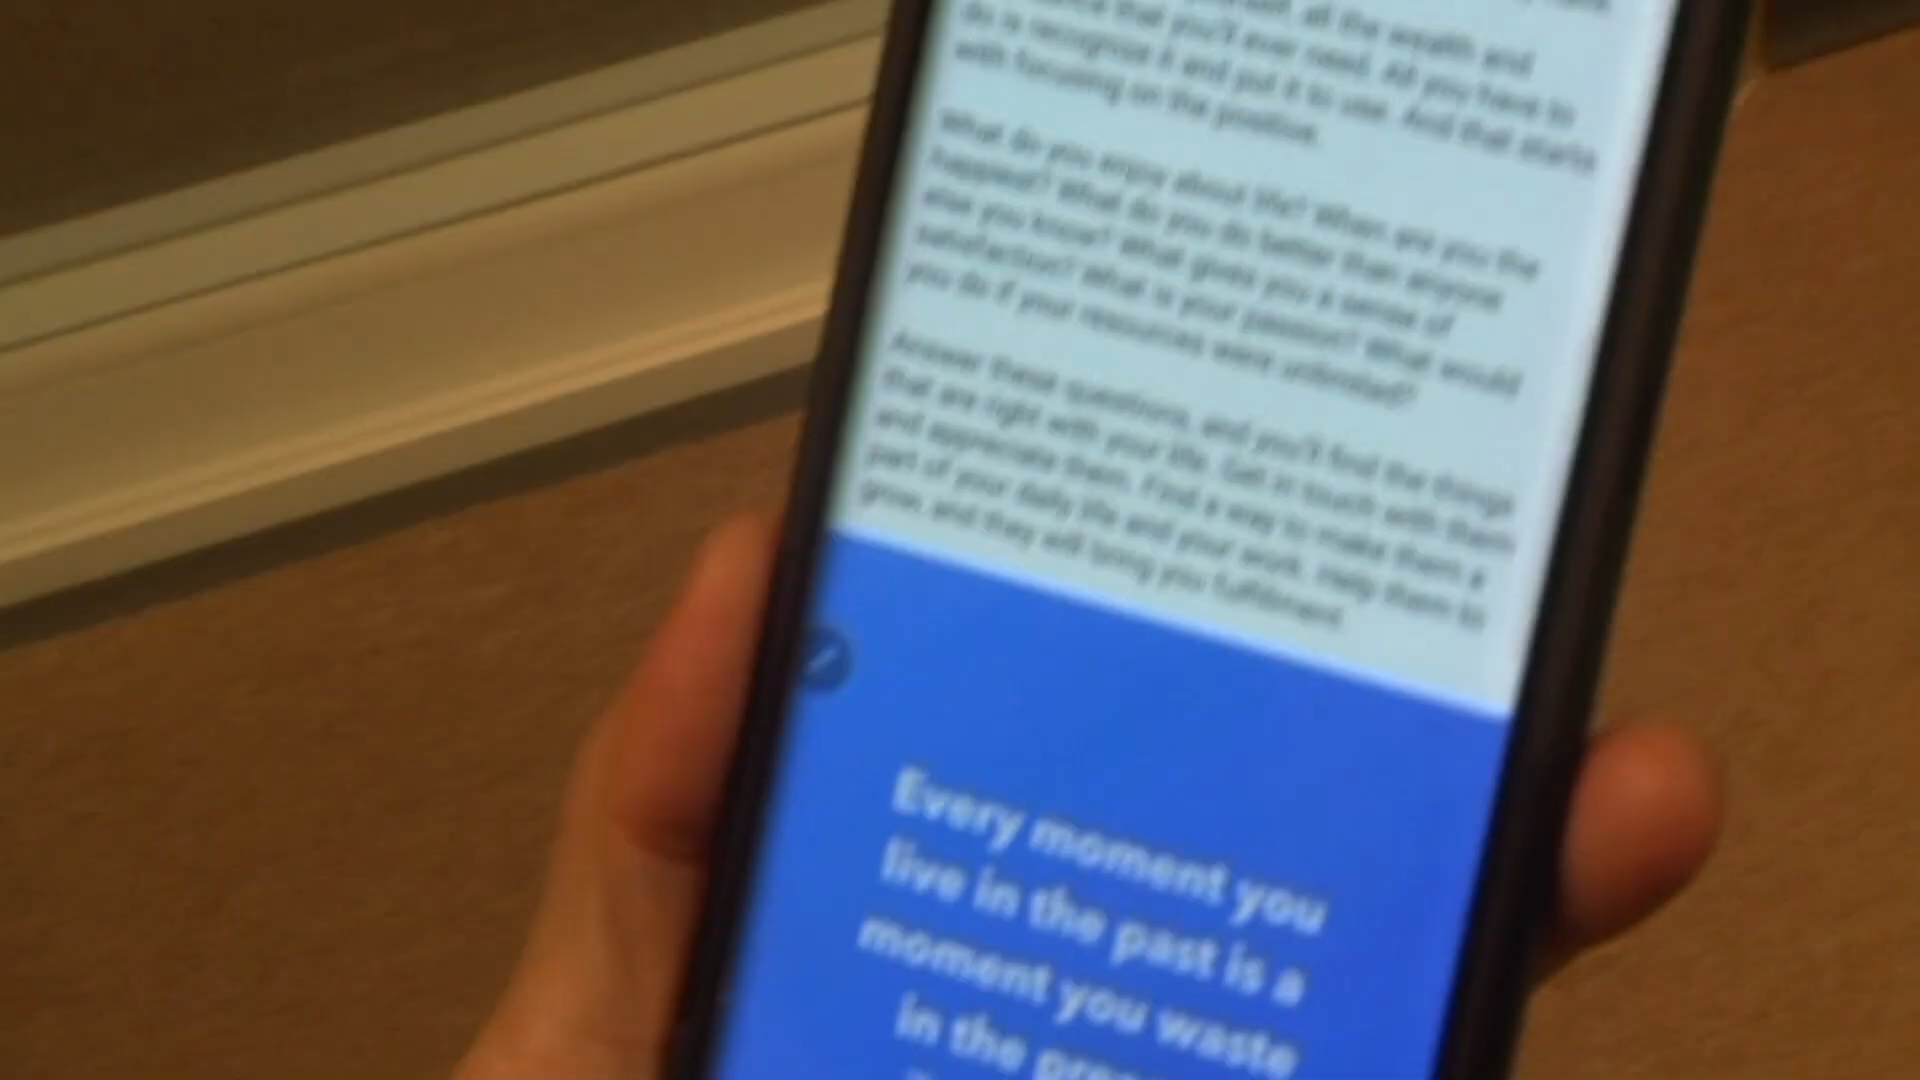 all the wealth and
that you'll ever need. All you have to
do is recognize it and put it to use. And that starts
with focusing on the positive.
What do you enjoy about life? When are you the
happiest? What do you do better than anyone
else you know? What gives you a sense of
satisfaction? What is your passion? What would
you do if your resources were unlimited?
Answer these questions, and you'll find the things
that are right with your life. Get in touch with them
and appreciate them. Find a way to make them a
part of your daily life and your work. Help them to
grow, and they will bring you fulfillment.
Every moment you
live in the past is a
moment you waste
in the